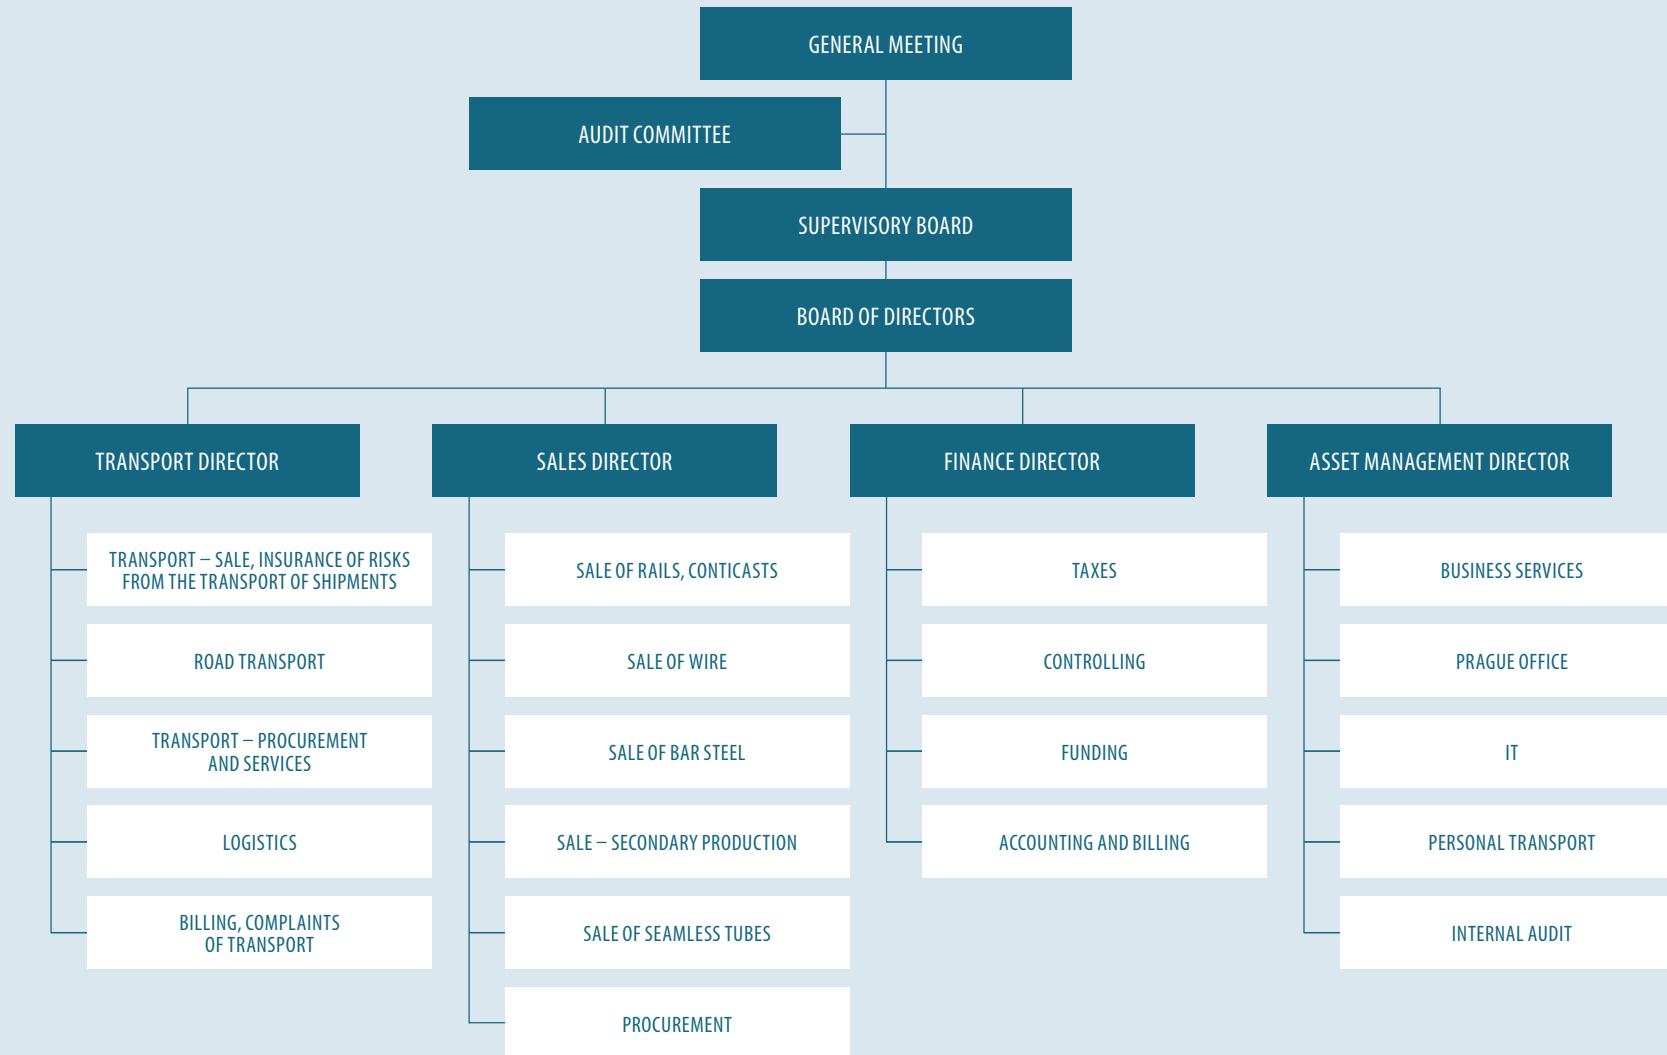 GENERAL MEETING
AUDIT COMMITTEE
SUPERVISORY BOARD
BOARD OF DIRECTORS
TRANSPORT DIRECTOR
TRANSPORT – SALE, INSURANCE OF RISKS
FROM THE TRANSPORT OF SHIPMENTS
ROAD TRANSPORT
TRANSPORT – PROCUREMENT
AND SERVICES
LOGISTICS
BILLING, COMPLAINTS
OF TRANSPORT
SALES DIRECTOR
SALE OF RAILS, CONTICASTS
SALE OF WIRE
SALE OF BAR STEEL
SALE – SECONDARY PRODUCTION
SALE OF SEAMLESS TUBES
PROCUREMENT
FINANCE DIRECTOR
TAXES
CONTROLLING
FUNDING
ACCOUNTING AND BILLING
ASSET MANAGEMENT DIRECTOR
BUSINESS SERVICES
PRAGUE OFFICE
IT
PERSONAL TRANSPORT
INTERNAL AUDIT